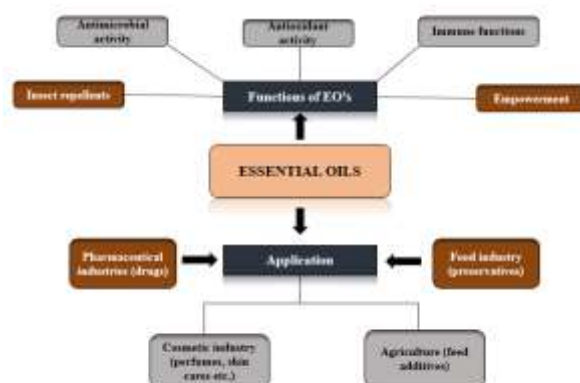 Antimicrobial
activity
Antioxidant
activity
Immune functions
Insect repellents
Functions of EO's
Empowerment
ESSENTIAL OILS
Pharmaceutical
industries (drugs)
Application
Food industry
(preservatives)
Cosmetic industry
(perfumes, skin
cares etc.)
Agriculture (feed
additives)